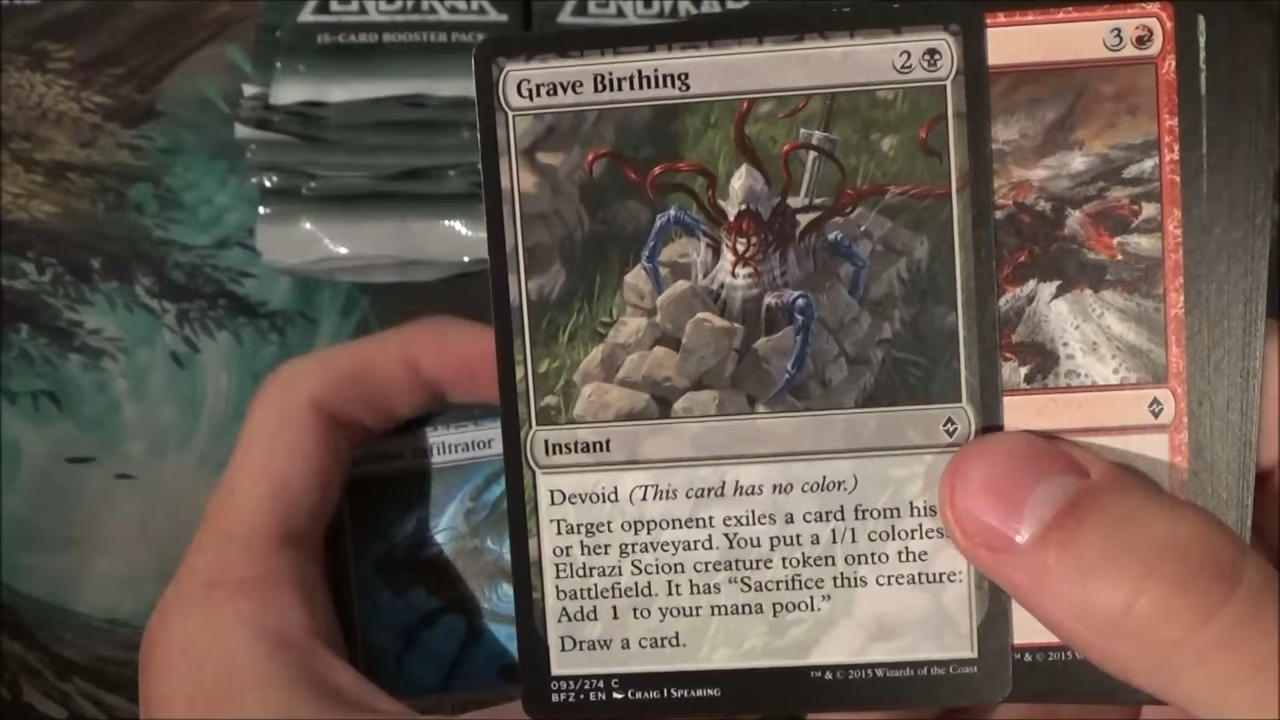 ZENDIKAR
ZENDIKAR
15-CARD BOOSTER PACK
Grave Birthing
2
3
Instant
Devoid (This card has no color.)
Target opponent exiles a card from his
or her graveyard. You put a 1/1 colorless
Eldrazi Scion creature token onto the
battlefield. It has “Sacrifice this creature:
Add 1 to your mana pool.”
Draw a card.
093/274 C
BFZ • EN Craig J Spearing
™ & © 2015 Wizards of the Coast
™ & © 2015